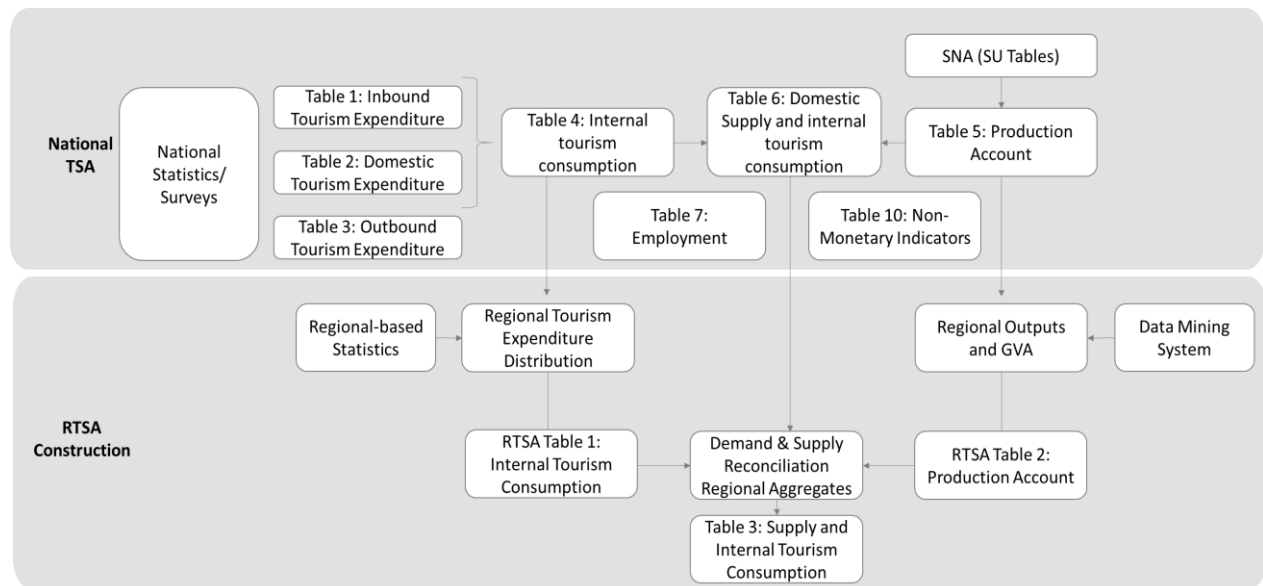 National
TSA
National
Statistics/
Surveys
Table 1: Inbound
Tourism Expenditure
Table 2: Domestic
Tourism Expenditure
Table 3: Outbound
Tourism Expenditure
Table 4: Internal
tourism
consumption
Table 6: Domestic
Supply and internal
tourism
consumption
SNA (SU Tables)
Table 5: Production
Account
Table 7:
Employment
Table 10: Non-
Monetary Indicators
RTSA
Construction
Regional-based
Statistics
Regional Tourism
Expenditure
Distribution
Regional Outputs
and GVA
Data Mining
System
RTSA Table 1:
Internal Tourism
Consumption
Demand & Supply
Reconciliation
Regional Aggregates
RTSA Table 2:
Production Account
Table 3: Supply and
Internal Tourism
Consumption